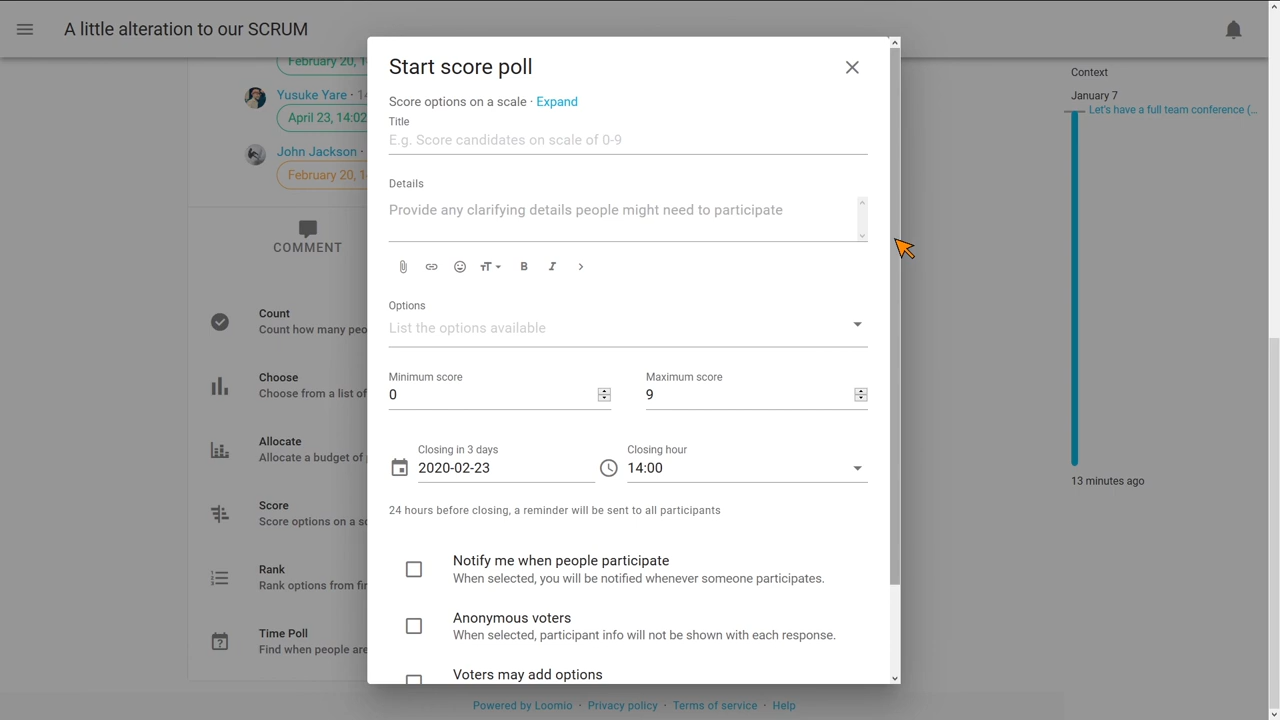 A little alteration to our SCRUM
February 20, 1
Yusuke Yare · 14
April 23, 14:02
John Jackson ·
February 20, 1
COMMENT
Count
Count how many peo
Choose
Choose from a list of
Allocate
Allocate a budget of
Score
Score options on a sc
Rank
Rank options from fir
Time Poll
Find when people are
Start score poll
Score options on a scale · Expand
Title
E.g. Score candidates on scale of 0-9
Details
Provide any clarifying details people might need to participate
B I
Options
List the options available
Minimum score
0
Maximum score
9
Closing in 3 days
2020-02-23
Closing hour
14:00
24 hours before closing, a reminder will be sent to all participants
Notify me when people participate
When selected, you will be notified whenever someone participates.
Anonymous voters
When selected, participant info will not be shown with each response.
Voters may add options
Context
January 7
Let's have a full team conference (...
13 minutes ago
Powered by Loomio · Privacy policy · Terms of service · Help